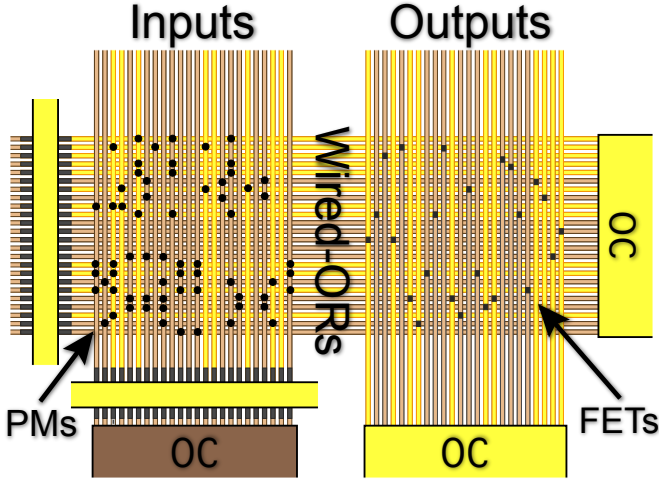 Inputs
Outputs
Wired-ORs
OC
PMs
FETs
OC
OC